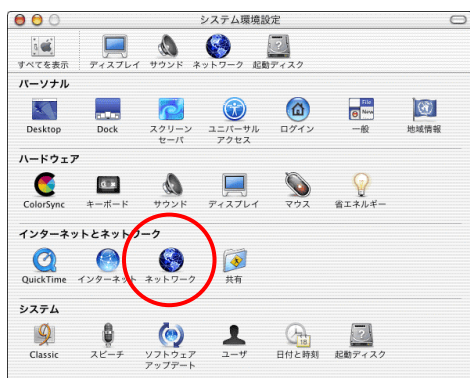 システム環境設定
すべてを表示 ディスプレイ サウンド ネットワーク 起動ディスク
パーソナル
Desktop Dock スクリーン ユニバーサル ログイン 一般 地域情報
セーバ アクセス
ハードウェア
ColorSync キーボード サウンド ディスプレイ マウス 省エネルギー
インターネットとネットワーク
QuickTime インターネット ネットワーク 共有
システム
Classic スピーチ ソフトウェア ユーザ 日付と時刻 起動ディスク
アップデート